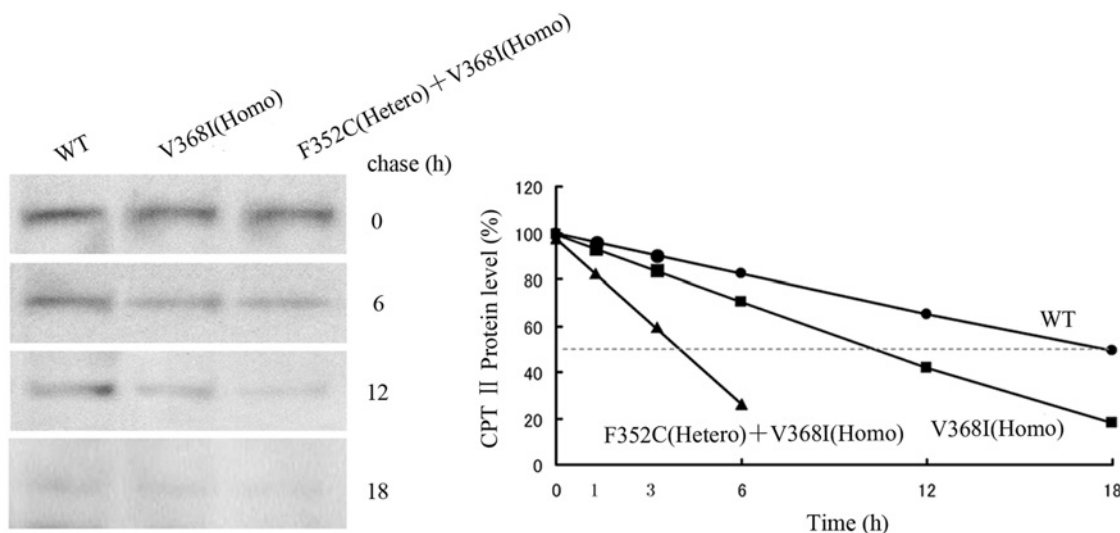 WT
V368I(Homo)
F352C(Hetero)+V368I(Homo)
chase (h)
0
6
12
18
CPT II Protein level (%)
120
100
80
60
40
20
0
WT
F352C(Hetero)+V368I(Homo)
V368I(Homo)
0 1 3 6 12 18
Time (h)